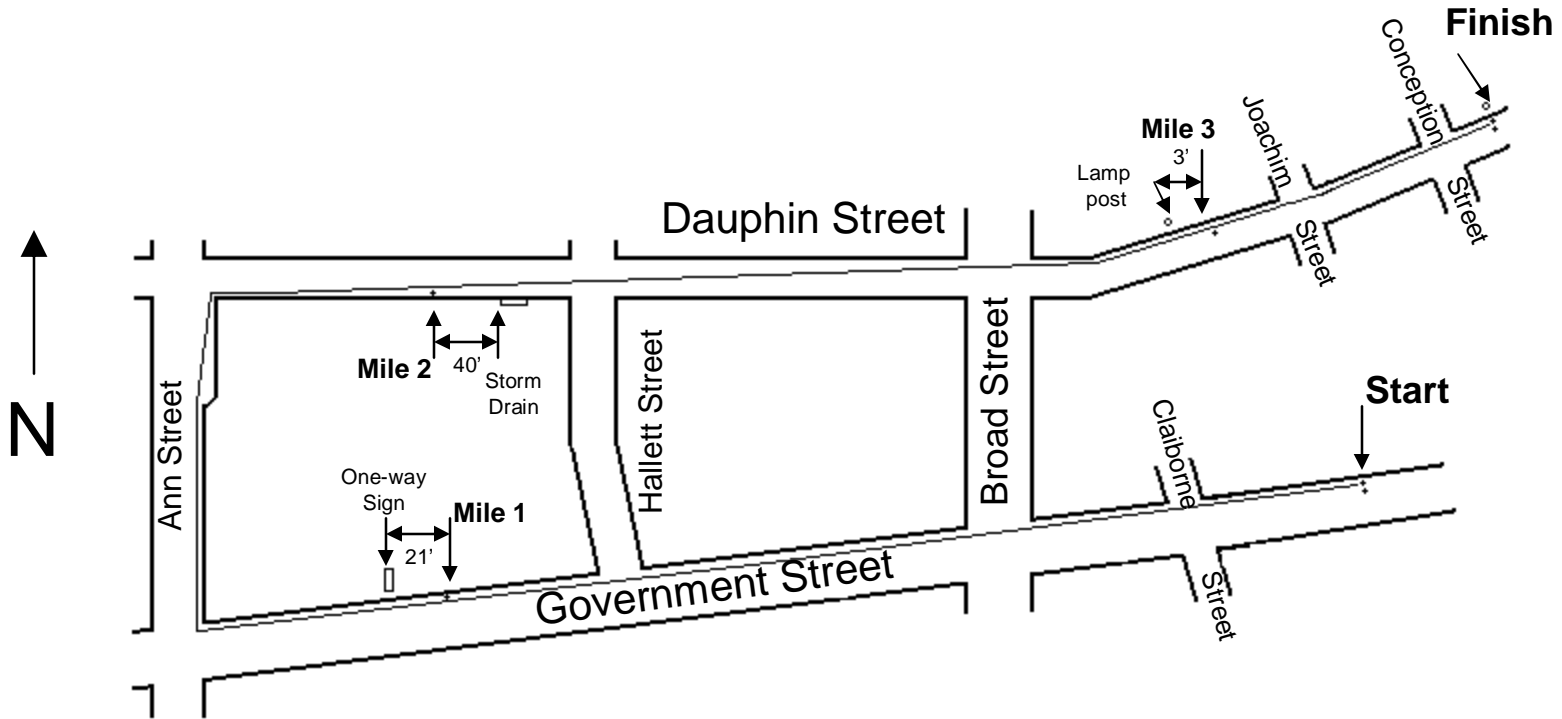 Finish
Conception
Street
Joachim
Street
Mile 3
3’
Lamp
post
Dauphin Street
N
Mile 2
40’
Storm
Drain
Ann Street
Hallett Street
Broad Street
Start
Claiborne
Street
One-way
Sign
Mile 1
21’
Government Street